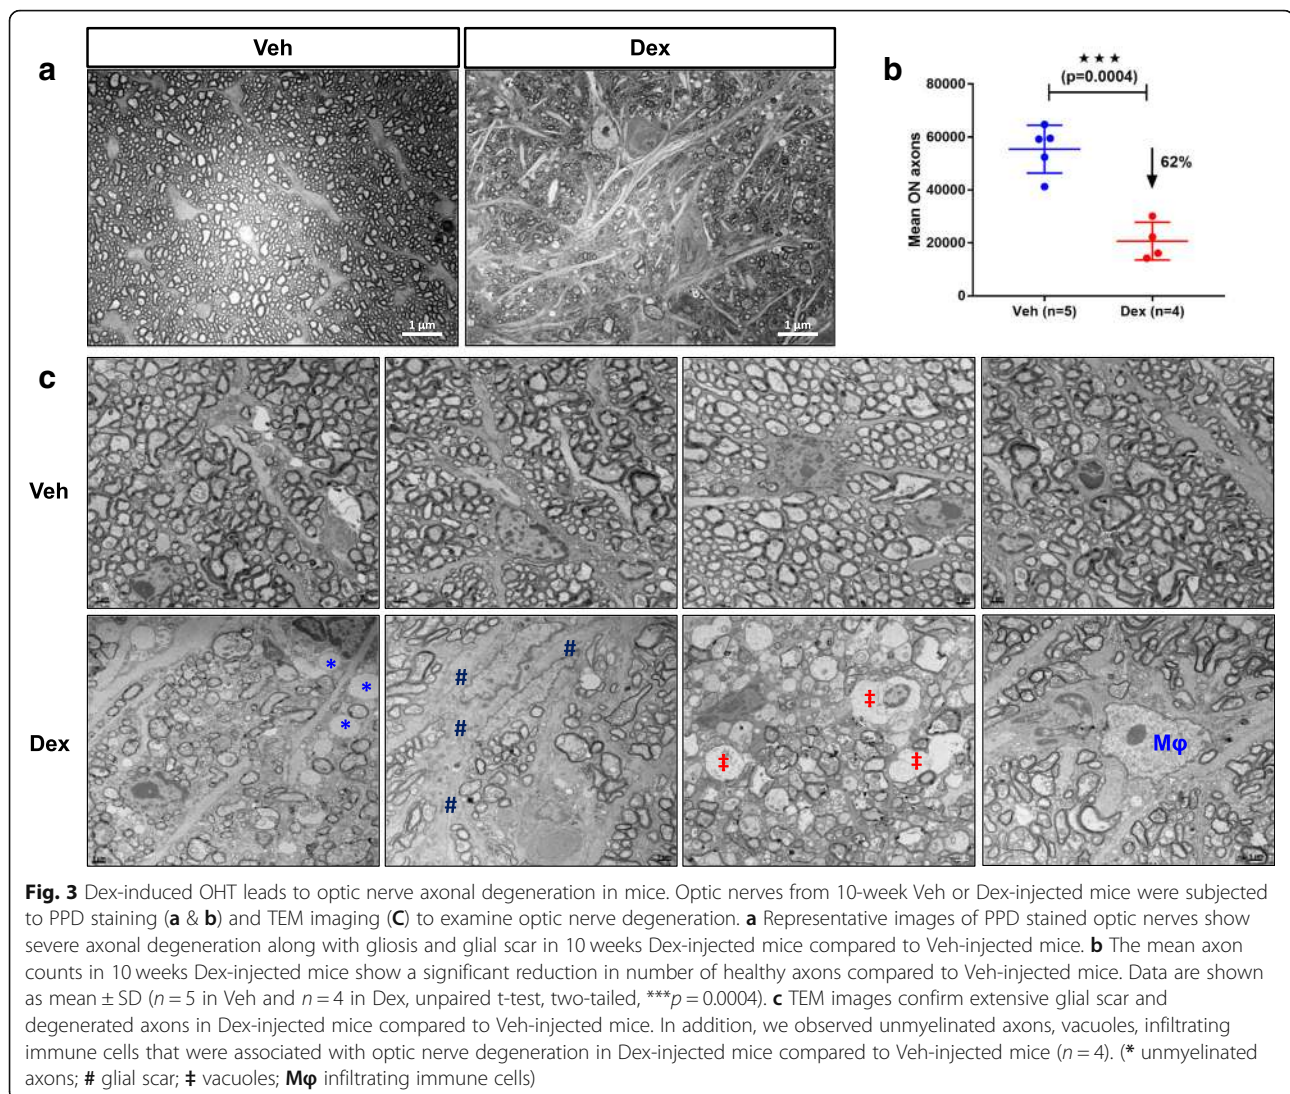 Veh
Dex
a
1 µm
1 µm
b
★★★
(p=0.0004)
80000
60000
40000
20000
0
Mean ON axons
62%
Veh (n=5)
Dex (n=4)
c
Veh
Dex
*
*
*
#
#
#
#
‡
‡
‡
Mφ
Fig. 3 Dex-induced OHT leads to optic nerve axonal degeneration in mice. Optic nerves from 10-week Veh or Dex-injected mice were subjected
to PPD staining (a & b) and TEM imaging (C) to examine optic nerve degeneration. a Representative images of PPD stained optic nerves show
severe axonal degeneration along with gliosis and glial scar in 10 weeks Dex-injected mice compared to Veh-injected mice. b The mean axon
counts in 10 weeks Dex-injected mice show a significant reduction in number of healthy axons compared to Veh-injected mice. Data are shown
as mean ± SD (n = 5 in Veh and n = 4 in Dex, unpaired t-test, two-tailed, ***p = 0.0004). c TEM images confirm extensive glial scar and
degenerated axons in Dex-injected mice compared to Veh-injected mice. In addition, we observed unmyelinated axons, vacuoles, infiltrating
immune cells that were associated with optic nerve degeneration in Dex-injected mice compared to Veh-injected mice (n = 4). (* unmyelinated
axons; # glial scar; ‡ vacuoles; Mφ infiltrating immune cells)